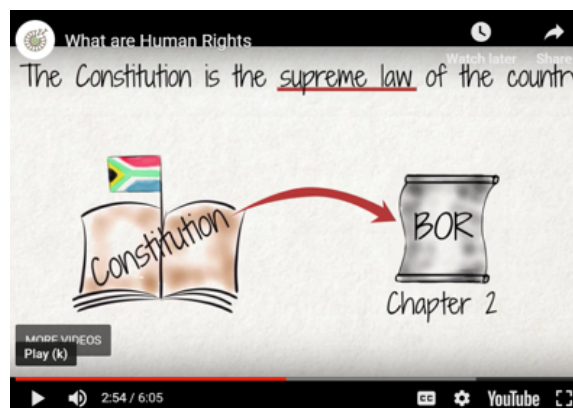 What are Human Rights
Watch later Share
The Constitution is the supreme law of the countr
Constitution
BOR
Chapter 2
MORE VIDEOS
Play (k)
2:54 / 6:05
CC YouTube